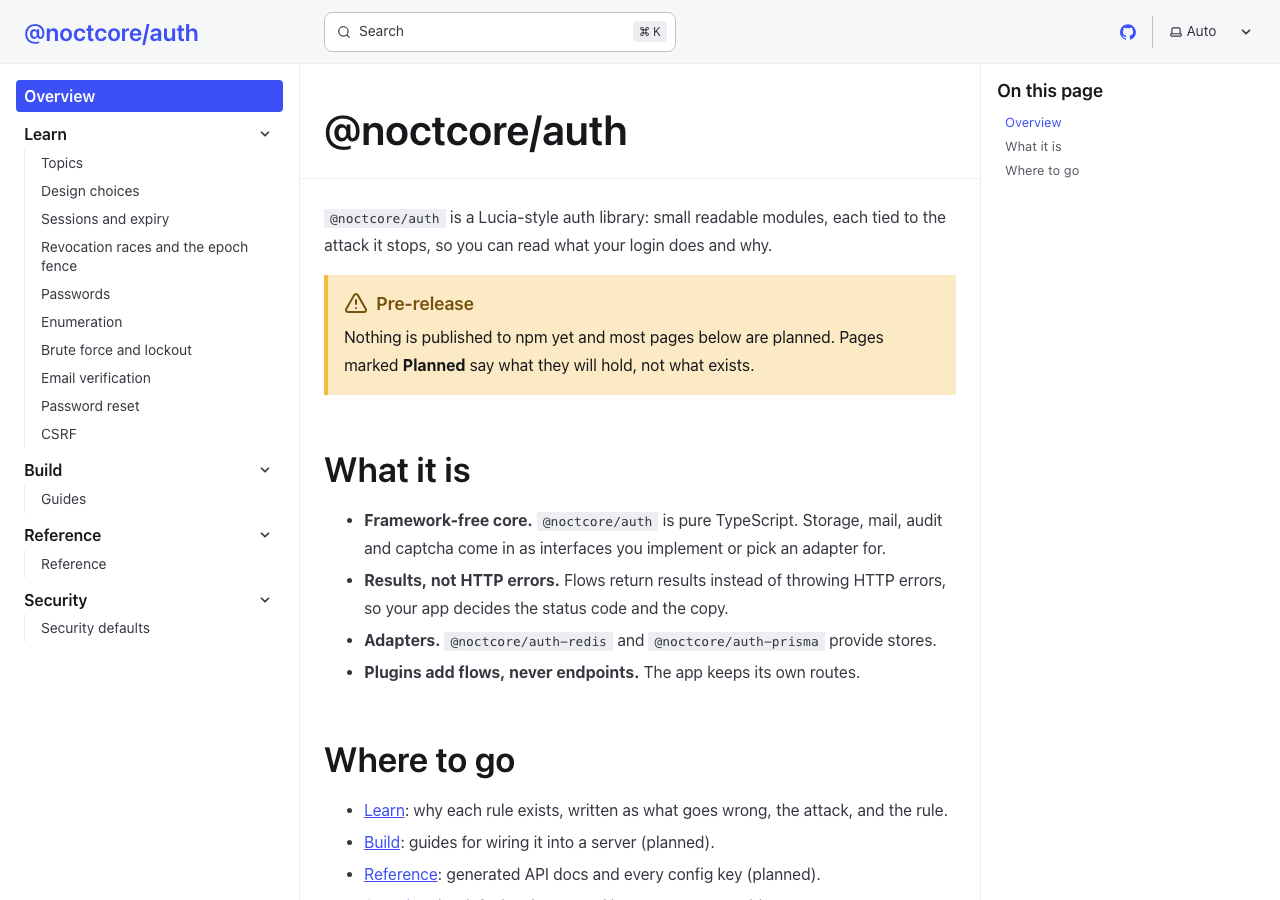 @noctcore/auth
Search
⌘ K
Auto
Overview
Learn
Topics
Design choices
Sessions and expiry
Revocation races and the epoch
fence
Passwords
Enumeration
Brute force and lockout
Email verification
Password reset
CSRF
Build
Guides
Reference
Reference
Security
Security defaults
@noctcore/auth
@noctcore/auth is a Lucia-style auth library: small readable modules, each tied to the
attack it stops, so you can read what your login does and why.
Pre-release
Nothing is published to npm yet and most pages below are planned. Pages
marked Planned say what they will hold, not what exists.
What it is
Framework-free core. @noctcore/auth is pure TypeScript. Storage, mail, audit
and captcha come in as interfaces you implement or pick an adapter for.
Results, not HTTP errors. Flows return results instead of throwing HTTP errors,
so your app decides the status code and the copy.
Adapters. @noctcore/auth-redis and @noctcore/auth-prisma provide stores.
Plugins add flows, never endpoints. The app keeps its own routes.
Where to go
Learn: why each rule exists, written as what goes wrong, the attack, and the rule.
Build: guides for wiring it into a server (planned).
Reference: generated API docs and every config key (planned).
On this page
Overview
What it is
Where to go